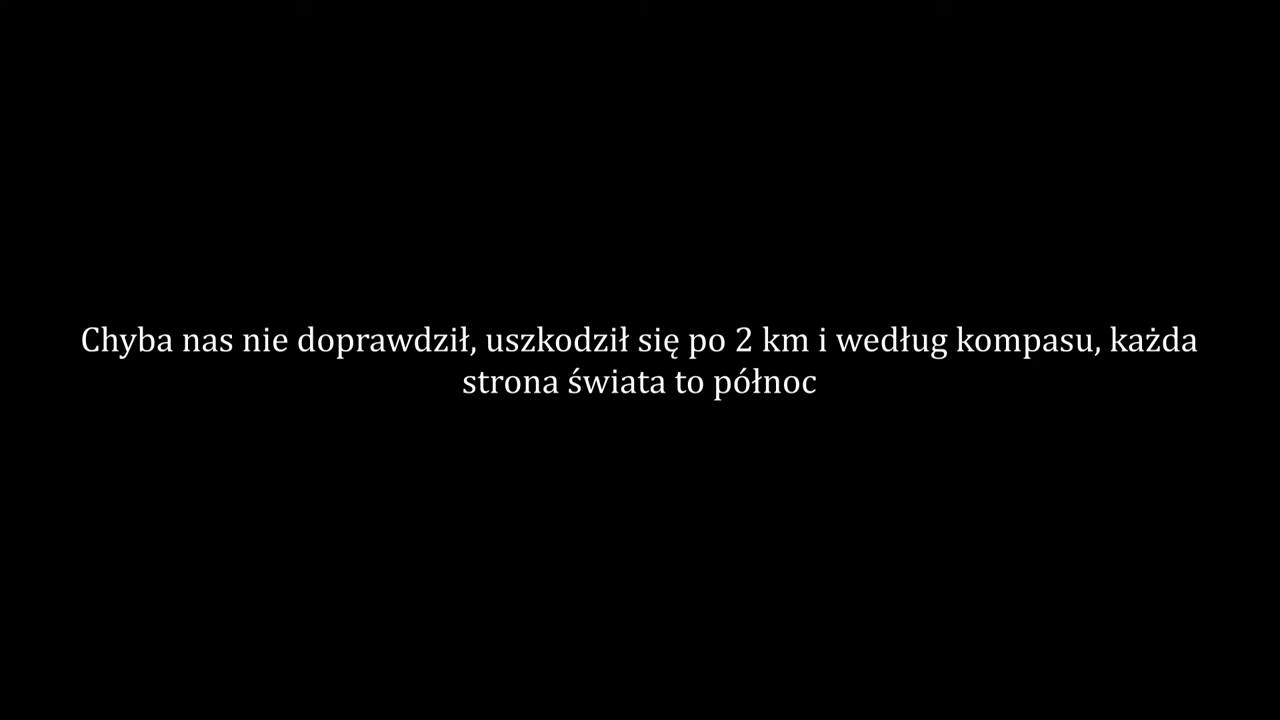 Chyba nas nie doprawdził, uszkodził się po 2 km i według kompasu, każda
strona świata to północ